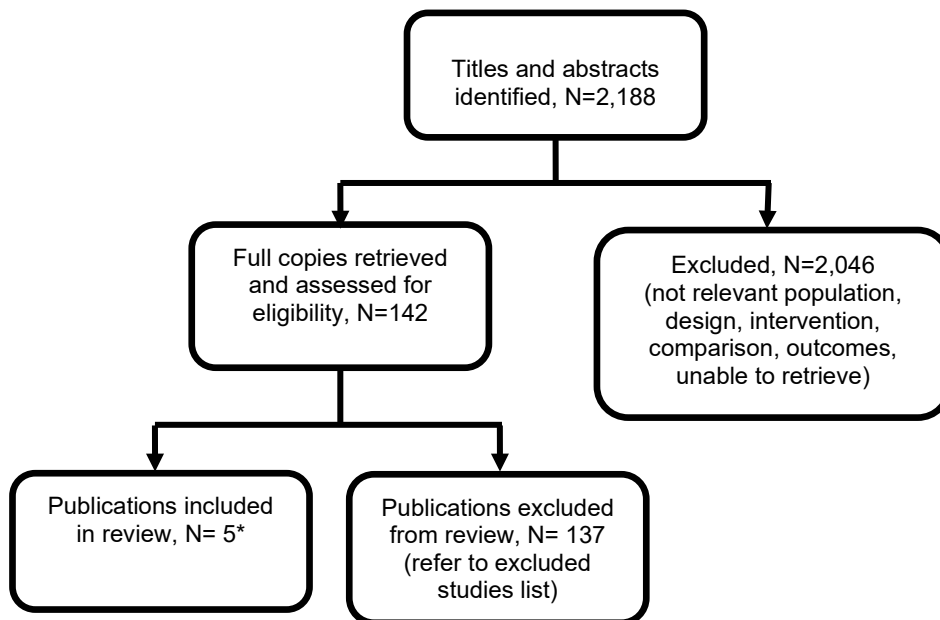 Titles and abstracts
identified, N=2,188
Full copies retrieved
and assessed for
eligibility, N=142
Excluded, N=2,046
(not relevant population,
design, intervention,
comparison, outcomes,
unable to retrieve)
Publications included
in review, N= 5*
Publications excluded
from review, N= 137
(refer to excluded
studies list)